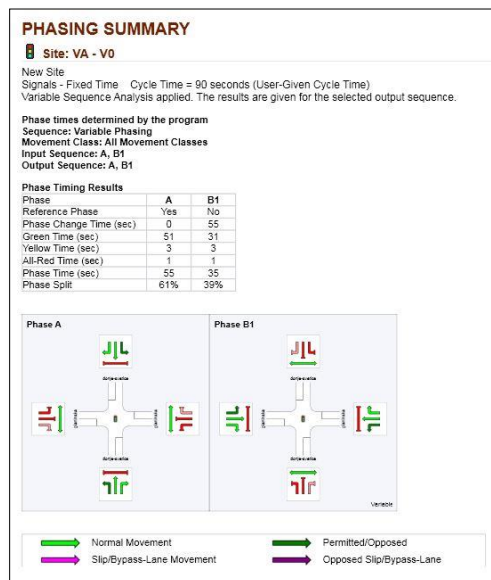 PHASING SUMMARY
Site: VA - V0
New Site
Signals - Fixed Time Cycle Time = 90 seconds (User-Given Cycle Time)
Variable Sequence Analysis applied. The results are given for the selected output sequence.
Phase times determined by the program
Sequence: Variable Phasing
Movement Class: All Movement Classes
Input Sequence: A, B1
Output Sequence: A, B1
Phase Timing Results
Phase A B1
Reference Phase Yes No
Phase Change Time (sec) 0 55
Green Time (sec) 51 31
Yellow Time (sec) 3 3
All-Red Time (sec) 1 1
Phase Time (sec) 55 35
Phase Split 61% 39%
Phase A Phase B1
Variable
Normal Movement Permitted/Opposed
Slip/Bypass-Lane Movement Opposed Slip/Bypass-Lane